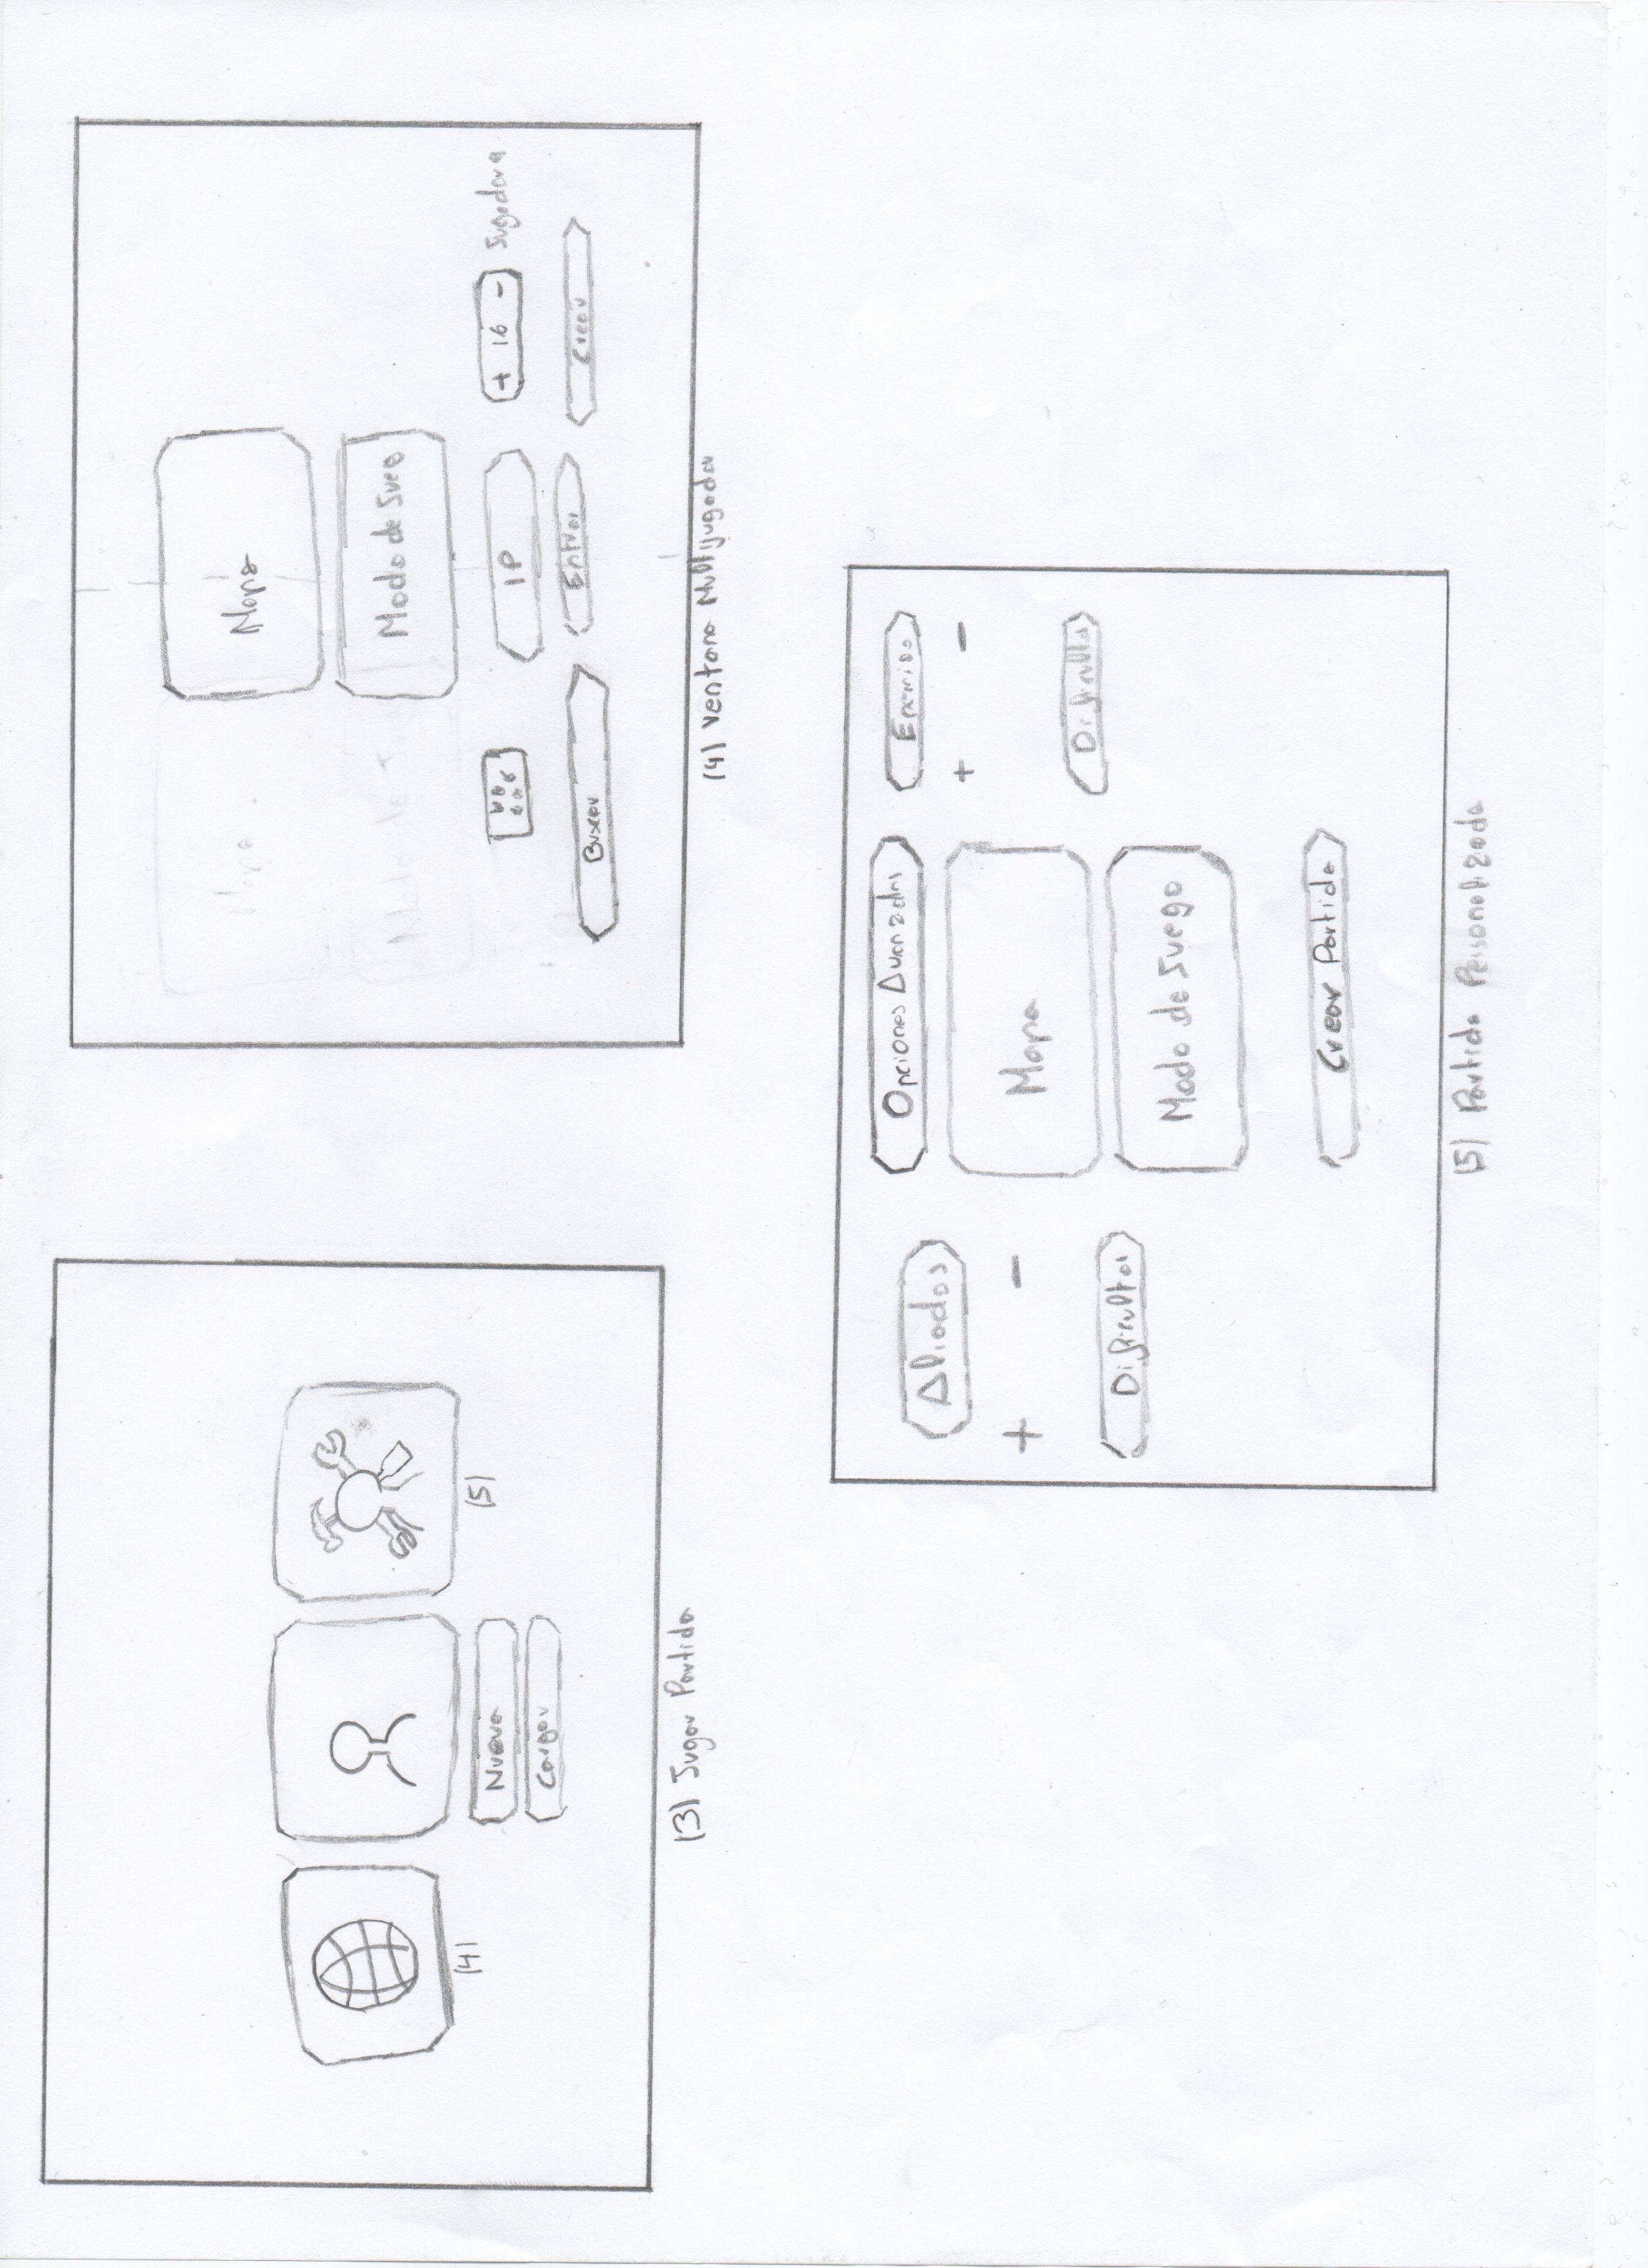 (4)
Nueva
Cargar
(5)
(3) Jugar Partida
Mapa
Modo de Jueo
IP
+ 16 -
Jugadores
Buscar
Entrar
Crear
(4) Ventana Multijugador
Aliados
+ -
Dificultad
Opciones Avanzadas
Mapa
Modo de Juego
Crear Partida
Enemigos
+ -
Dificultad
(5) Partida Personalizada